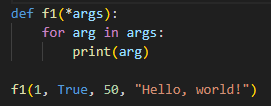 def f1(*args):
    for arg in args:
        print(arg)

f1(1, True, 50, "Hello, world!")